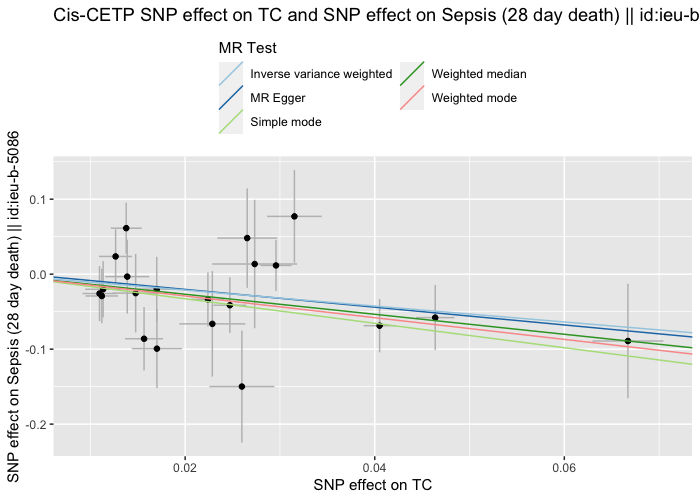 Cis-CETP SNP effect on TC and SNP effect on Sepsis (28 day death) || id:ieu-b
MR Test
Inverse variance weighted
MR Egger
Simple mode
Weighted median
Weighted mode
SNP effect on Sepsis (28 day death) || id:ieu-b-5086
0.1
0.0
-0.1
-0.2
0.02 0.04 0.06
SNP effect on TC